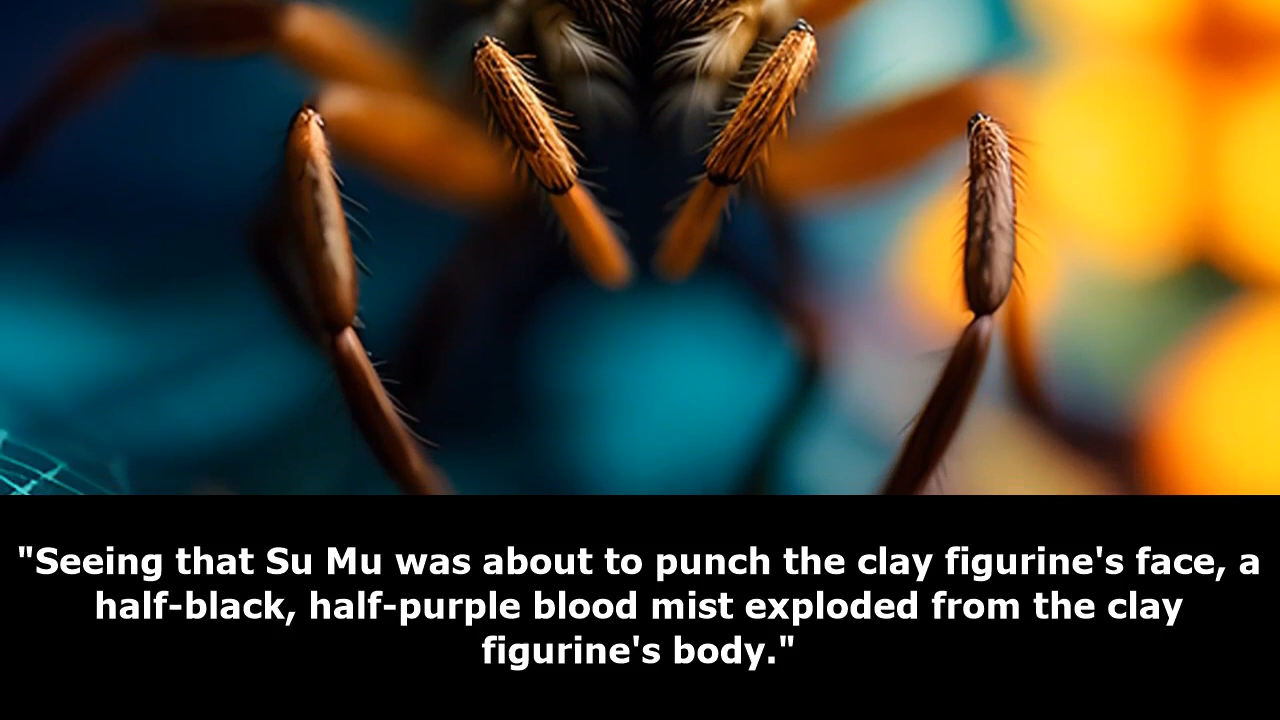 "Seeing that Su Mu was about to punch the clay figurine's face, a
half-black, half-purple blood mist exploded from the clay
figurine's body."